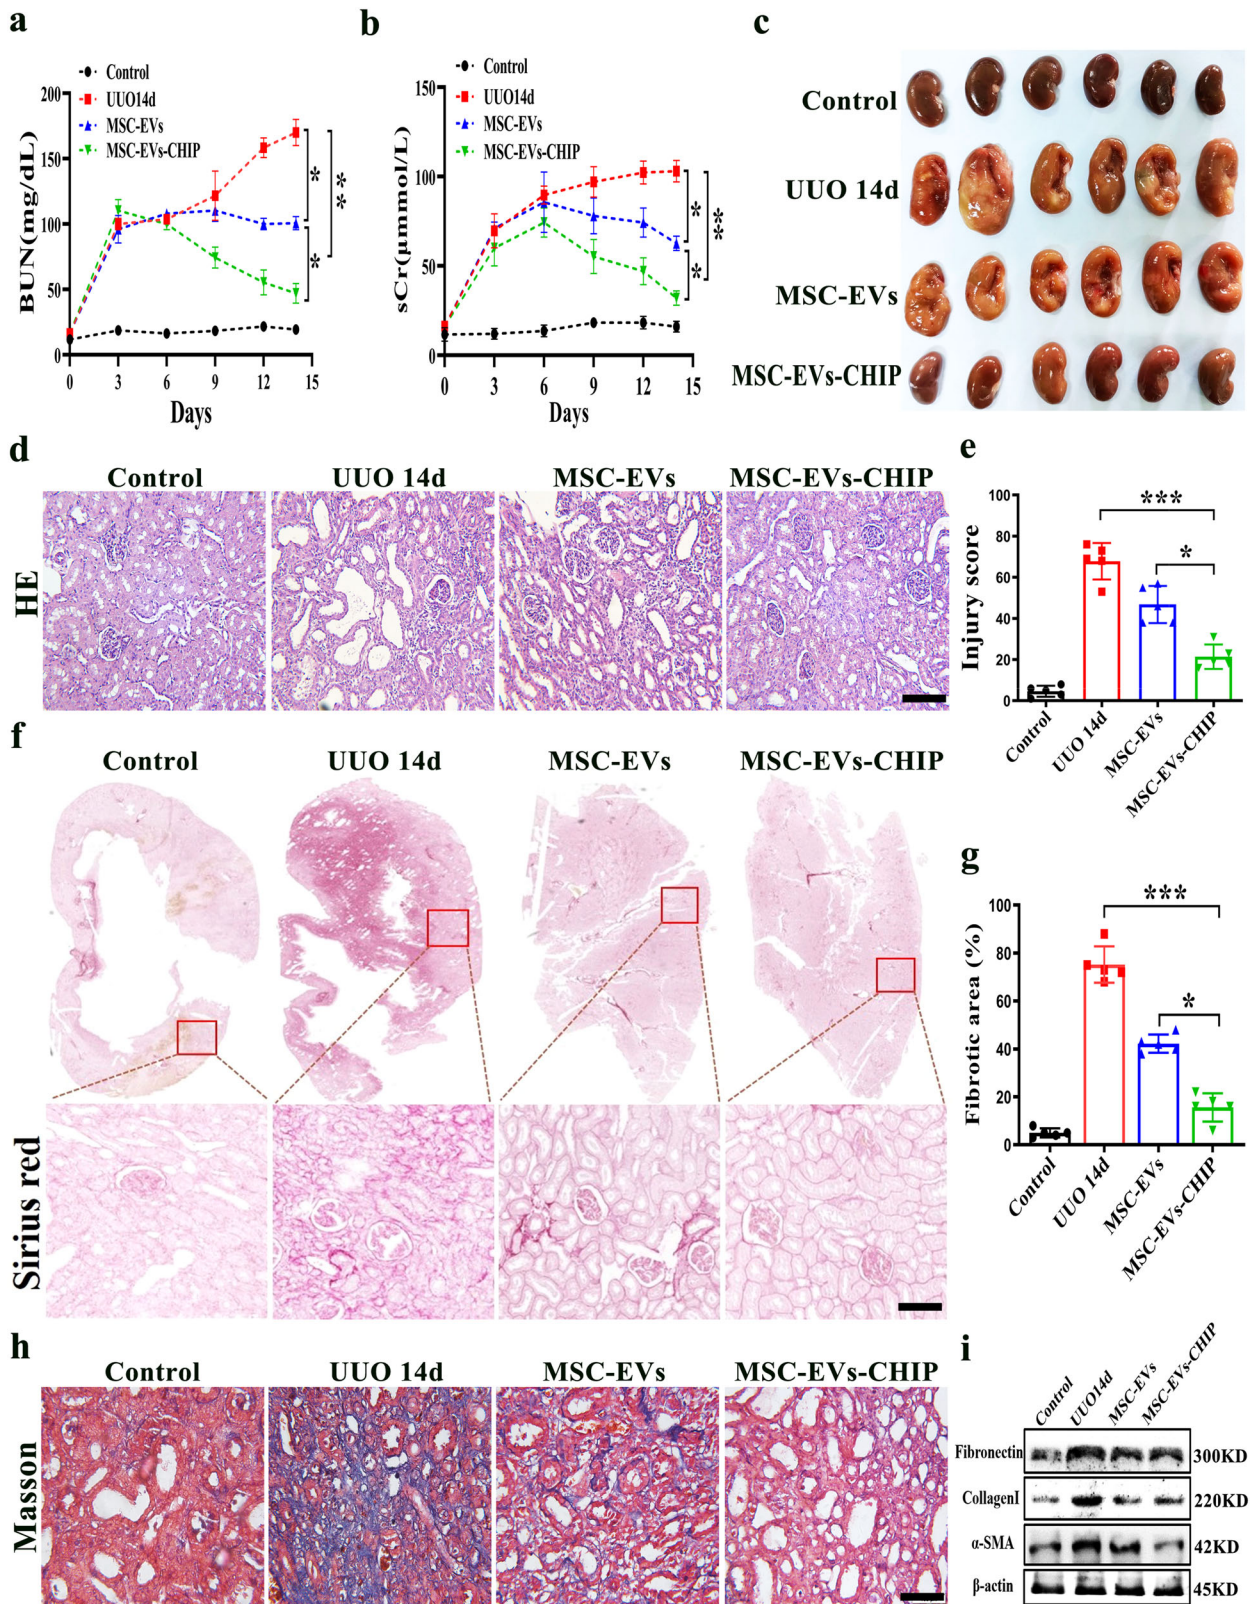 a
Control
UUO14d
MSC-EVs
MSC-EVs-CHIP
BUN(mg/dL)
200
150
100
50
0
0 3 6 9 12 15
Days
*
**
*
b
Control
UUO14d
MSC-EVs
MSC-EVs-CHIP
sCr(μmmol/L)
150
100
50
0
0 3 6 9 12 15
Days
*
***
*
c
Control
UUO 14d
MSC-EVs
MSC-EVs-CHIP
d
Control UUO 14d MSC-EVs MSC-EVs-CHIP
HE
e
Injury score
100
80
60
40
20
0
***
*
Control UUO 14d MSC-EVs MSC-EVs-CHIP
f
Control UUO 14d MSC-EVs MSC-EVs-CHIP
Sirius red
g
Fibrotic area (%)
100
80
60
40
20
0
***
*
Control UUO 14d MSC-EVs MSC-EVs-CHIP
h
Control UUO 14d MSC-EVs MSC-EVs-CHIP
Masson
i
Control UUO14d MSC-EVs MSC-EVs-CHIP
Fibronectin 300KD
CollagenI 220KD
α-SMA 42KD
β-actin 45KD